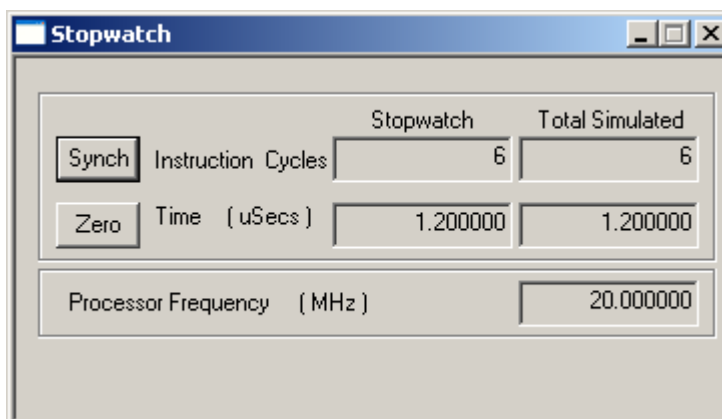 Stopwatch
Stopwatch Total Simulated
Synch Instruction Cycles 6 6
Zero Time (uSecs) 1.200000 1.200000
Processor Frequency (MHz) 20.000000